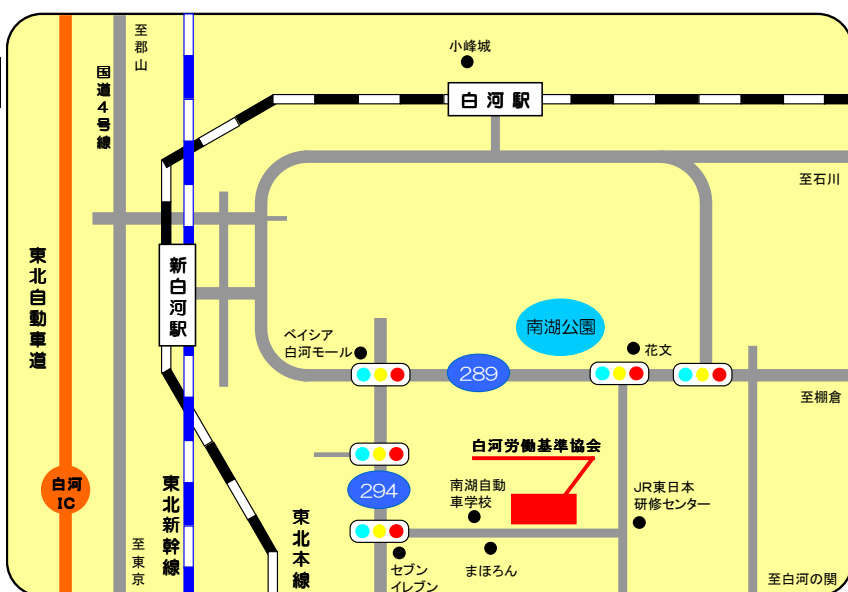 至郡山
国道4号線
小峰城
白河駅
至石川
東北自動車道
新白河駅
南湖公園
ベイシア
白河モール
花文
289
至棚倉
白河労働基準協会
白河
IC
294
南湖自動
車学校
JR東日本
研修センター
東北新幹線
東北本線
至東京
セブン
イレブン
まほろん
至白河の関